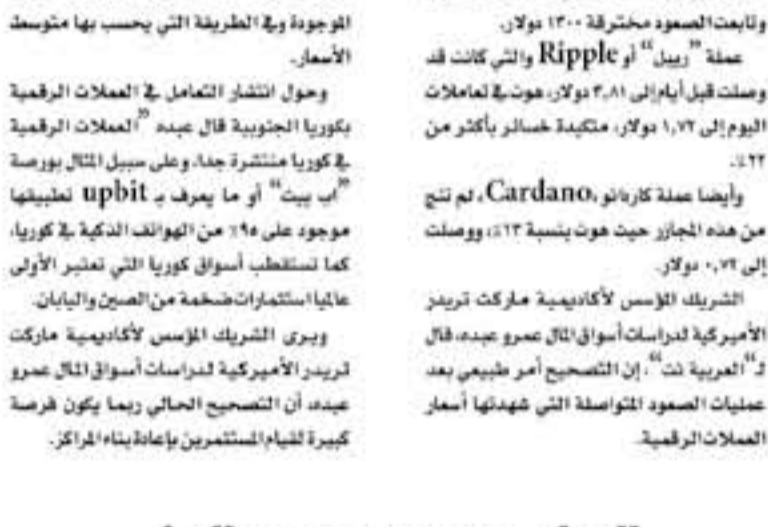 وتابعت الصعود مخترقة ١٣٠٠ دولار.
عملة "ريبل" أو Ripple والتي كانت قد
وصلت قبل أيام إلى ٣,٨١ دولار، هوت في تعاملات
اليوم إلى ١,٧٢ دولار، متكبدة خسائر بأكثر من
٢٢٪.
وأيضا عملة كاردانو Cardano، لم تنج
من هذه المجازر حيث هوت بنسبة ٢٣٪، ووصلت
إلى ٠,٧٢ دولار.
الشريك المؤسس لأكاديمية ماركت تريدر
الأميركية لدراسات أسواق المال عمرو عبده، قال
لـ"العربية نت"، إن التصحيح أمر طبيعي بعد
عمليات الصعود المتواصلة التي شهدتها أسعار
العملات الرقمية.
الموجودة وفي الطريقة التي يحسب بها متوسط
الأسعار.
وحول انتشار التعامل في العملات الرقمية
بكوريا الجنوبية قال عبده "العملات الرقمية
في كوريا منتشرة جدا، وعلى سبيل المثال بورصة
"اب بيت" أو ما يعرف بـ upbit تطبيقها
موجود على ٩٥٪ من الهواتف الذكية في كوريا،
كما تستقطب أسواق كوريا التي تعتبر الأولى
عالميا استثمارات ضخمة من الصين واليابان.
ويرى الشريك المؤسس لأكاديمية ماركت
تريدر الأميركية لدراسات أسواق المال عمرو
عبده، أن التصحيح الحالي ربما يكون فرصة
كبيرة لقيام المستثمرين بإعادة بناء المراكز.